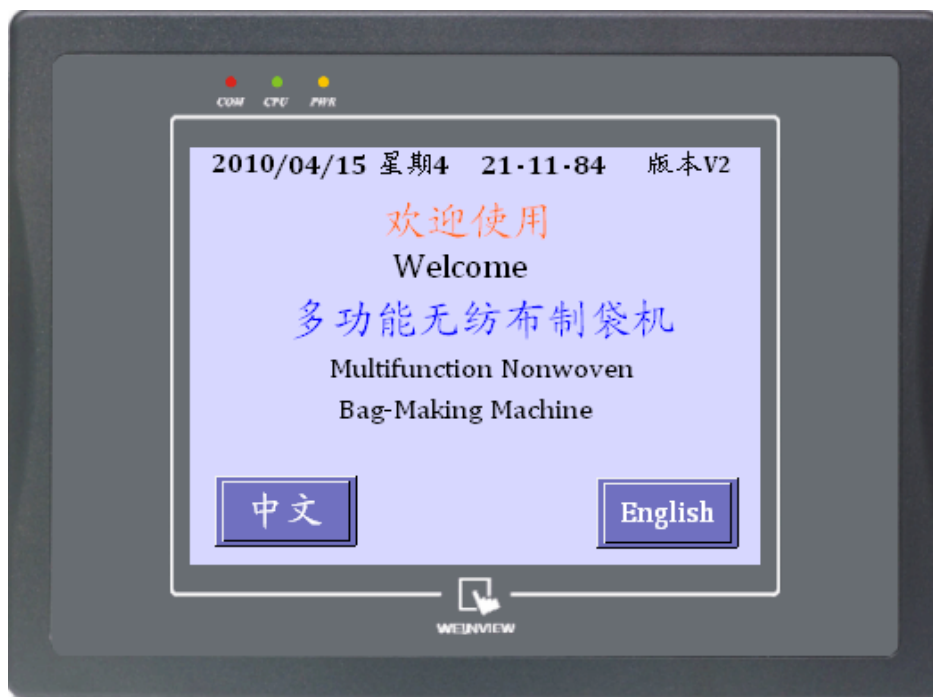 COM CPU PWR
2010/04/15 星期4 21-11-84 版本V2
欢迎使用
Welcome
多功能无纺布制袋机
Multifunction Nonwoven
Bag-Making Machine
中文 English
WEINVIEW